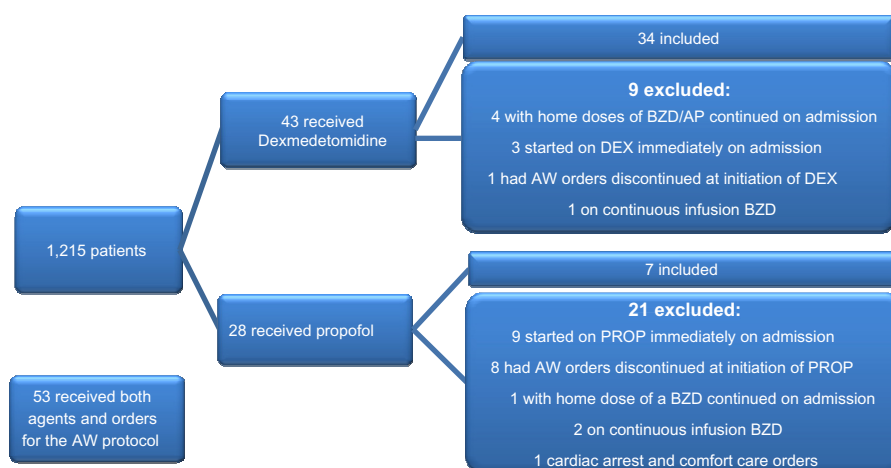 34 included
9 excluded:
4 with home doses of BZD/AP continued on admission
3 started on DEX immediately on admission
1 had AW orders discontinued at initiation of DEX
1 on continuous infusion BZD
43 received
Dexmedetomidine
1,215 patients
7 included
21 excluded:
9 started on PROP immediately on admission
8 had AW orders discontinued at initiation of PROP
1 with home dose of a BZD continued on admission
2 on continuous infusion BZD
1 cardiac arrest and comfort care orders
28 received propofol
53 received both
agents and orders
for the AW protocol